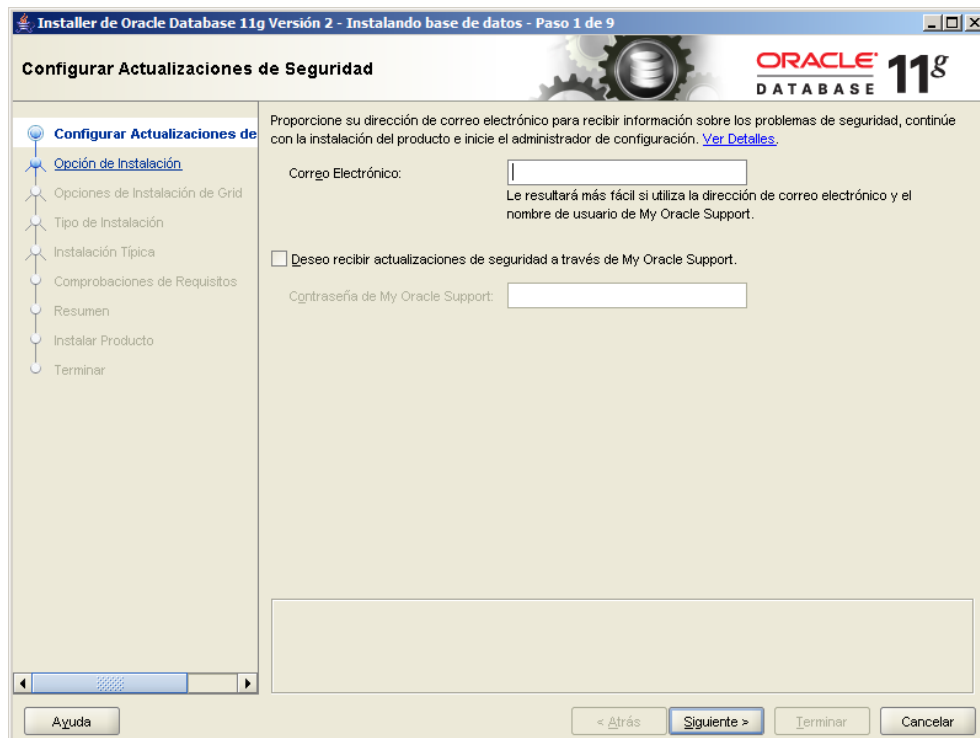 Installer de Oracle Database 11g Versión 2 - Instalando base de datos - Paso 1 de 9
Configurar Actualizaciones de Seguridad
ORACLE
DATABASE
11g
Configurar Actualizaciones de
Opción de Instalación
Opciones de Instalación de Grid
Tipo de Instalación
Instalación Típica
Comprobaciones de Requisitos
Resumen
Instalar Producto
Terminar
Proporcione su dirección de correo electrónico para recibir información sobre los problemas de seguridad, continúe
con la instalación del producto e inicie el administrador de configuración. Ver Detalles.
Correo Electrónico:
Le resultará más fácil si utiliza la dirección de correo electrónico y el
nombre de usuario de My Oracle Support.
Deseo recibir actualizaciones de seguridad a través de My Oracle Support.
Contraseña de My Oracle Support:
Ayuda
< Atrás
Siguiente >
Terminar
Cancelar